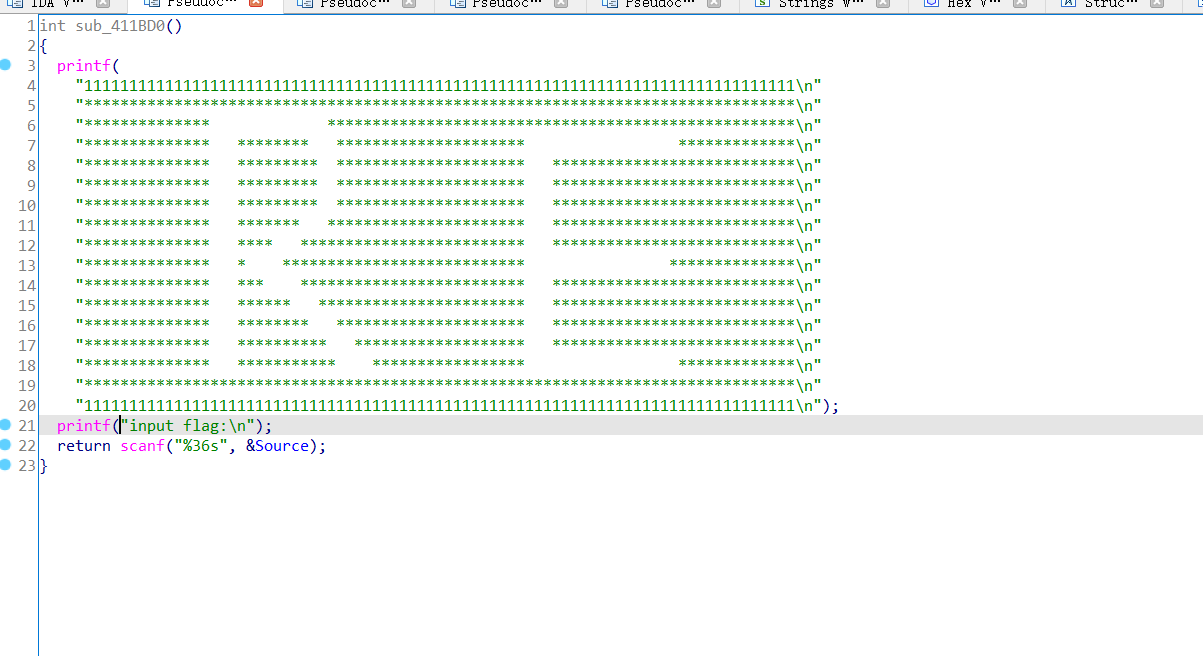 IDA V… Pseudoc… Pseudoc… Pseudoc… Pseudoc… Strings W… Hex V… Struc…
1 int sub_411BD0()
2 {
3   printf(
4     "1111111111111111111111111111111111111111111111111111111111111111111111111111111\n"
5     "*******************************************************************************\n"
6     "**************             ****************************************************\n"
7     "**************   ********   *********************                 *************\n"
8     "**************   *********  *********************   ***************************\n"
9     "**************   *********  *********************   ***************************\n"
10     "**************   *********  *********************   ***************************\n"
11     "**************   *******   **********************   ***************************\n"
12     "**************   ****   *************************   ***************************\n"
13     "**************   *    ***************************                **************\n"
14     "**************   ***    *************************   ***************************\n"
15     "**************   ******   ***********************   ***************************\n"
16     "**************   ********   *********************   ***************************\n"
17     "**************   **********   *******************   ***************************\n"
18     "**************   ***********    *****************                 *************\n"
19     "*******************************************************************************\n"
20     "1111111111111111111111111111111111111111111111111111111111111111111111111111111\n");
21   printf("input flag:\n");
22   return scanf("%36s", &Source);
23 }